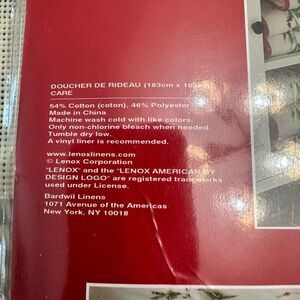 DOUCHER DE RIDEAU (183cm x 183cm)
CARE
54% Cotton (coton), 46% Polyester
Made in China
Machine wash cold with like colors.
Only non-chlorine bleach when needed.
Tumble dry low.
A vinyl liner is recommended.
www.lenoxlinens.com
© Lenox Corporation
"LENOX" and the "LENOX AMERICAN BY
DESIGN LOGO" are registered trademarks
used under License.
Bardwil Linens
1071 Avenue of the Americas
New York, NY 10018